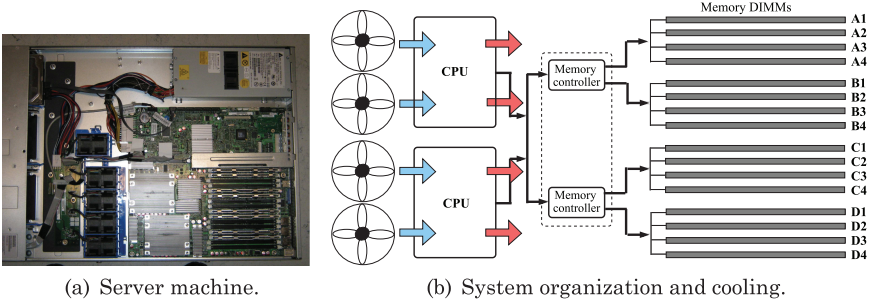 Memory DIMMs
A1
A2
A3
A4
CPU
Memory
controller
B1
B2
B3
B4
CPU
Memory
controller
C1
C2
C3
C4
D1
D2
D3
D4
(a) Server machine.
(b) System organization and cooling.